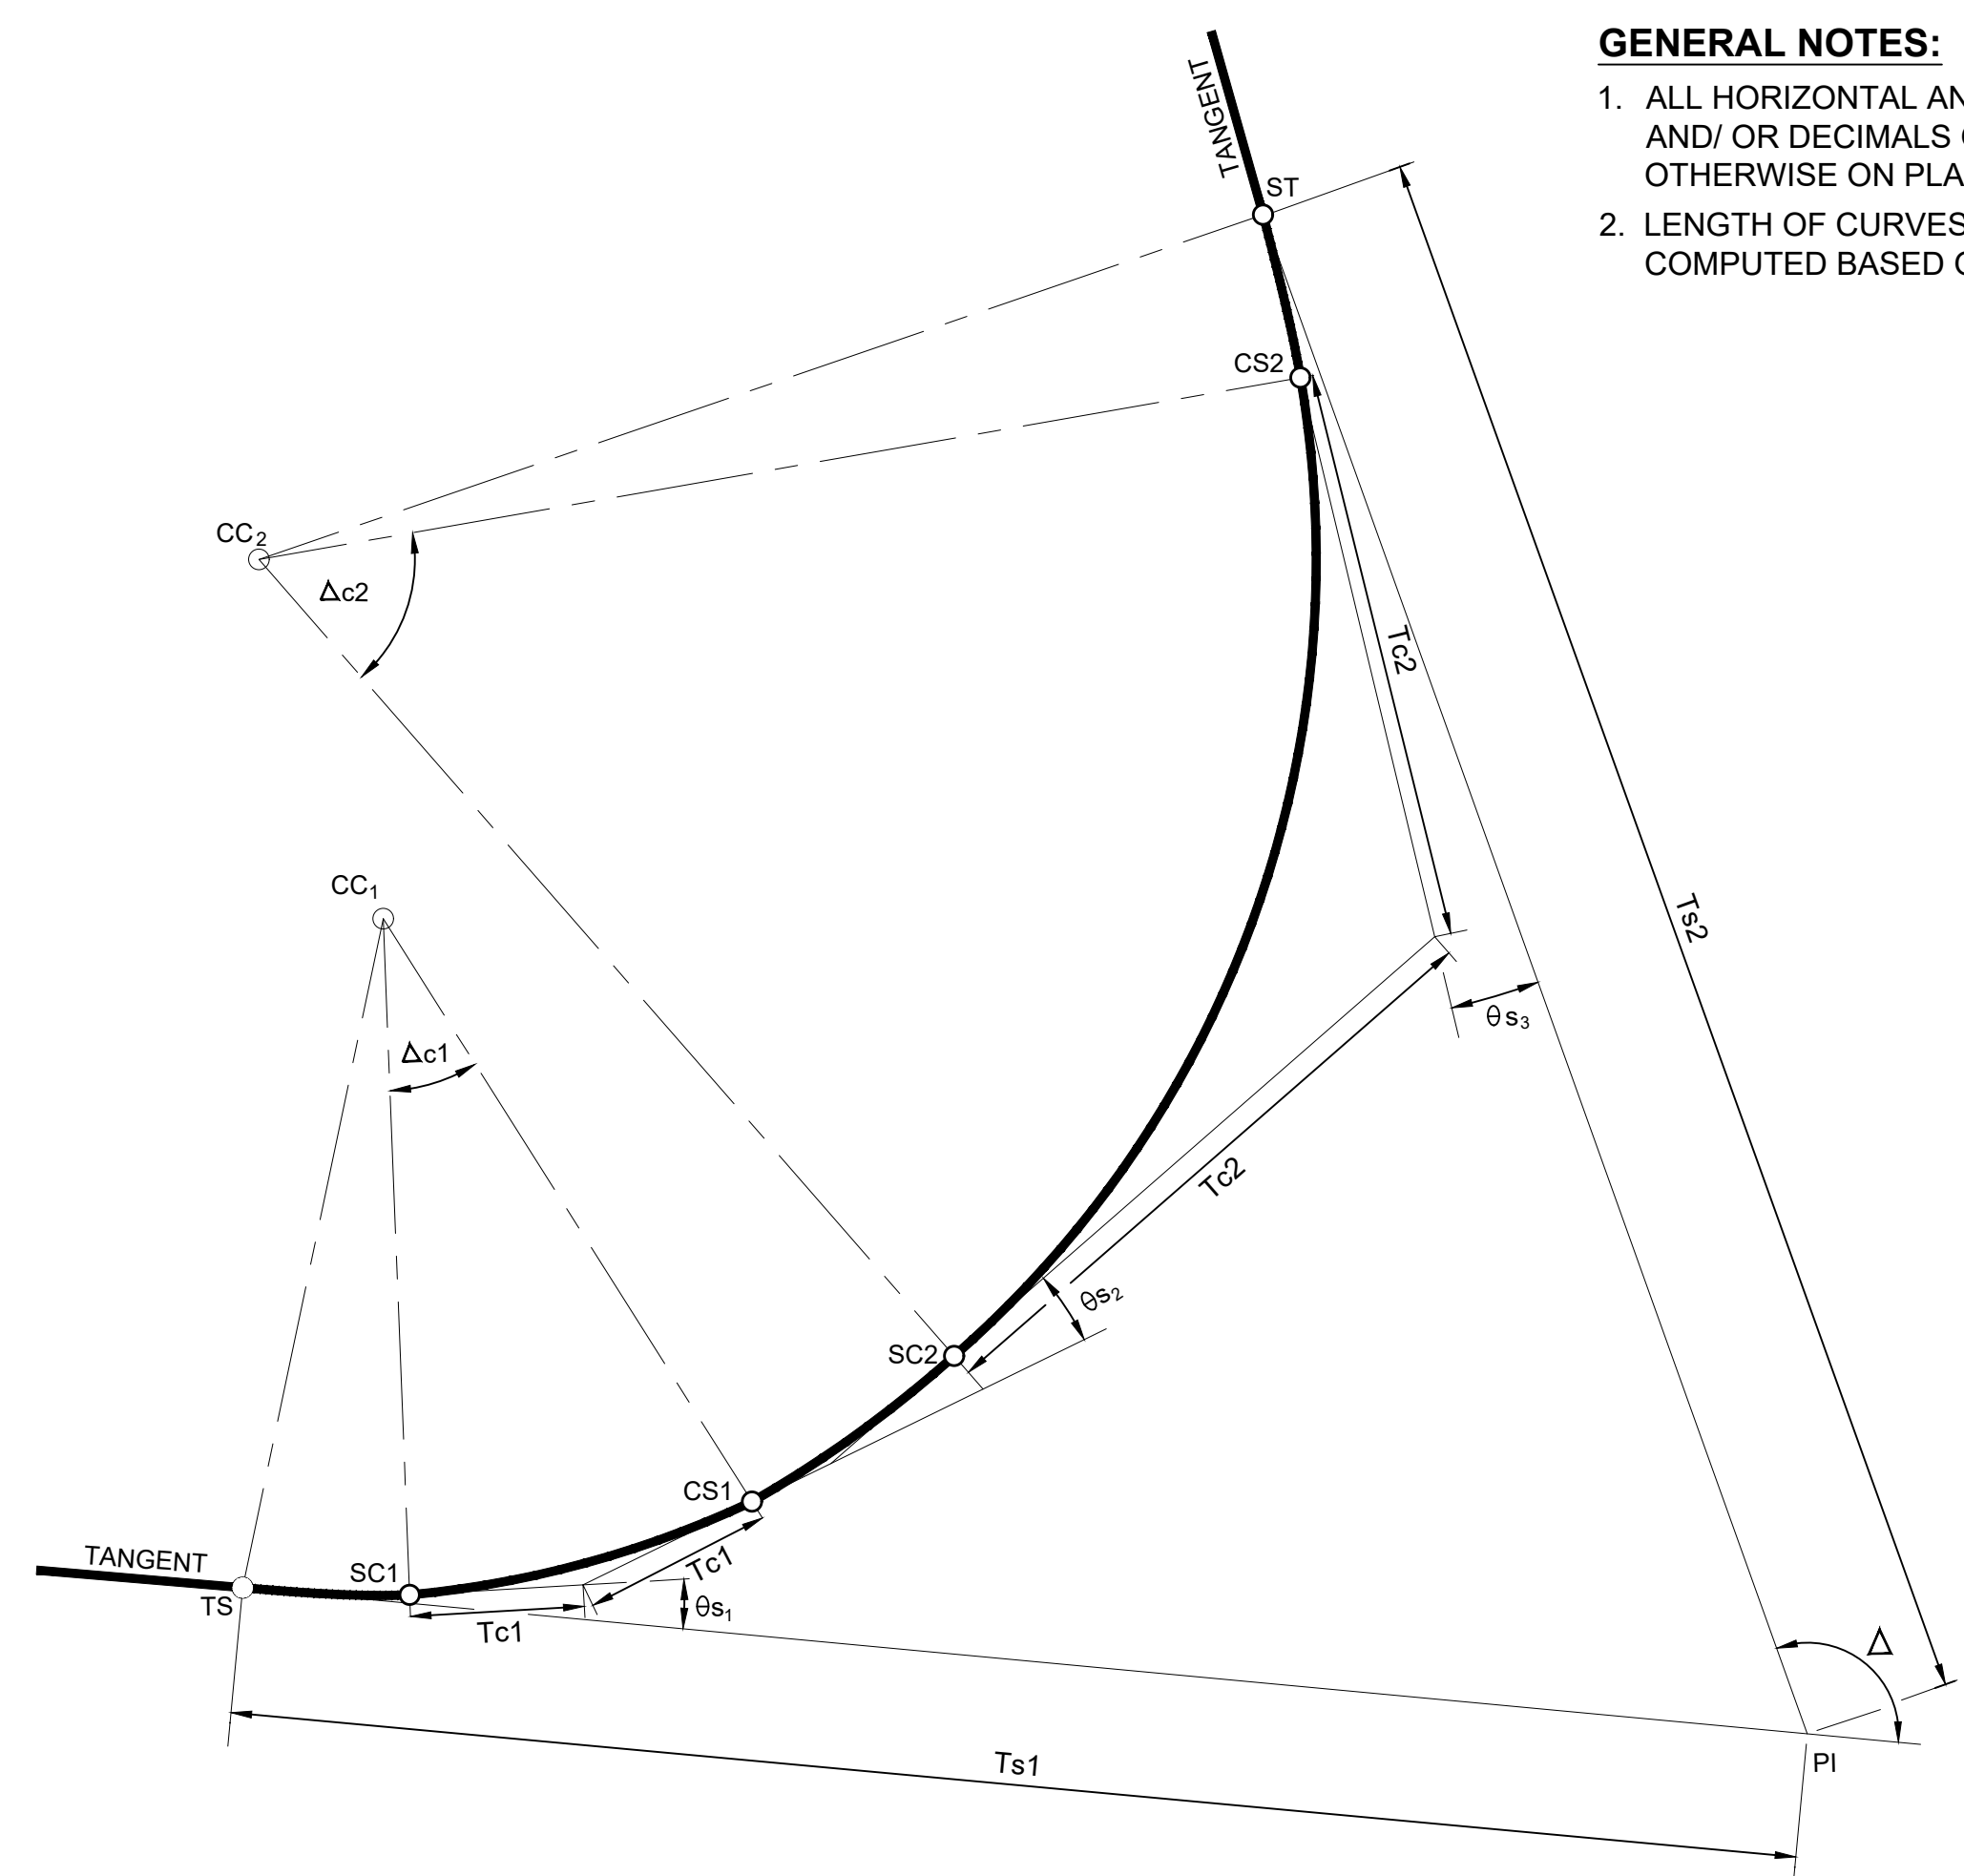 GENERAL NOTES:
1. ALL HORIZONTAL AN
AND/ OR DECIMALS
OTHERWISE ON PLA
2. LENGTH OF CURVES
COMPUTED BASED
TANGENT
ST
CS2
CC2
Δc2
Tc2
Ts2
CC1
Δc1
θs3
Tc2
θs2
SC2
CS1
TANGENT
SC1
TS
Tc1
θs1
Tc1
Δ
PI
Ts1